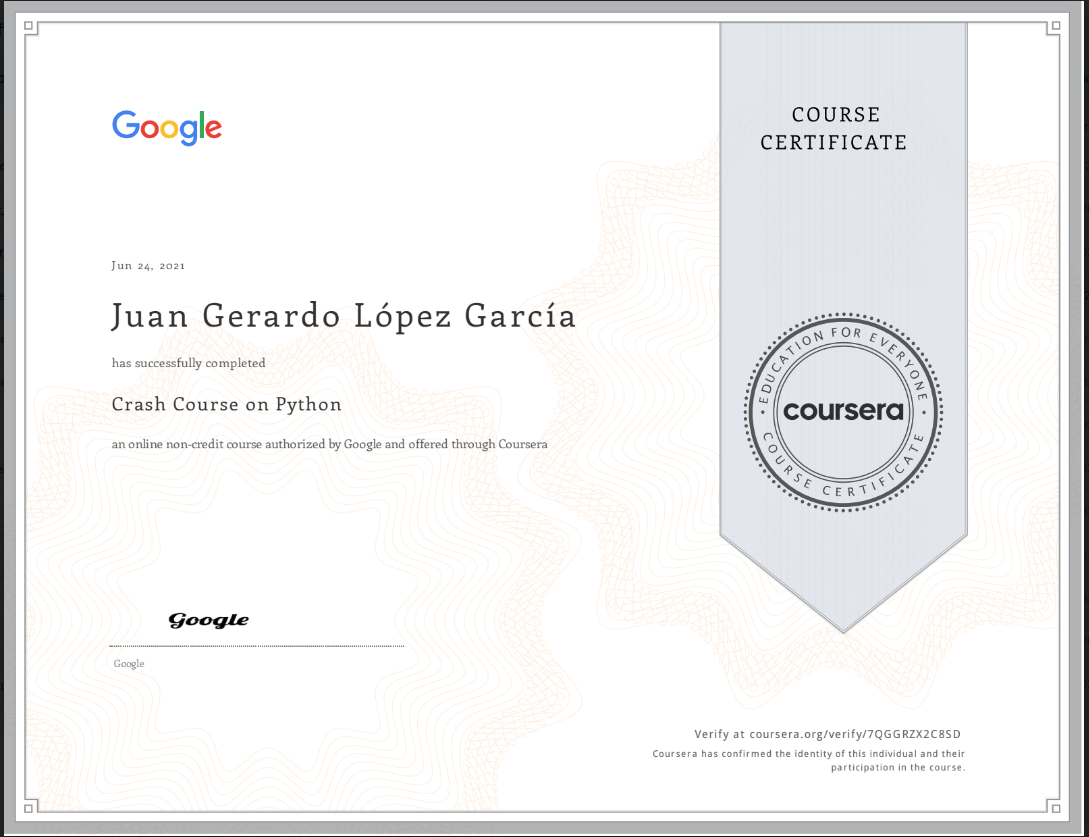 Google
COURSE
CERTIFICATE
Jun 24, 2021
Juan Gerardo López García
has successfully completed
Crash Course on Python
an online non-credit course authorized by Google and offered through Coursera
EDUCATION FOR EVERYONE
coursera
COURSE CERTIFICATE
Google
Google
Verify at coursera.org/verify/7QGGRZX2C8SD
Coursera has confirmed the identity of this individual and their
participation in the course.